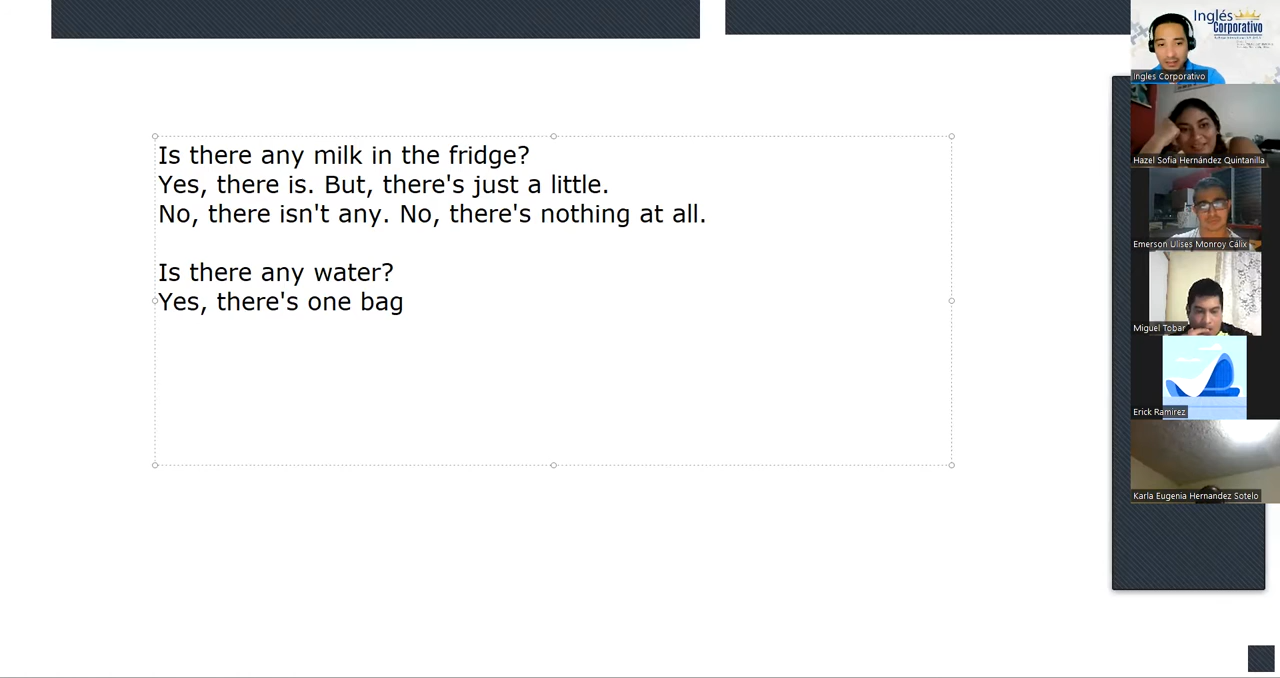 Is there any milk in the fridge?
Yes, there is. But, there's just a little.
No, there isn't any. No, there's nothing at all.
Is there any water?
Yes, there's one bag
Inglés
Corporativo
Ingles Corporativo
Hazel Sofia Hernández Quintanilla
Emerson Ulises Monroy Cálix
Miguel Tobar
Erick Ramirez
Karla Eugenia Hernandez Sotelo